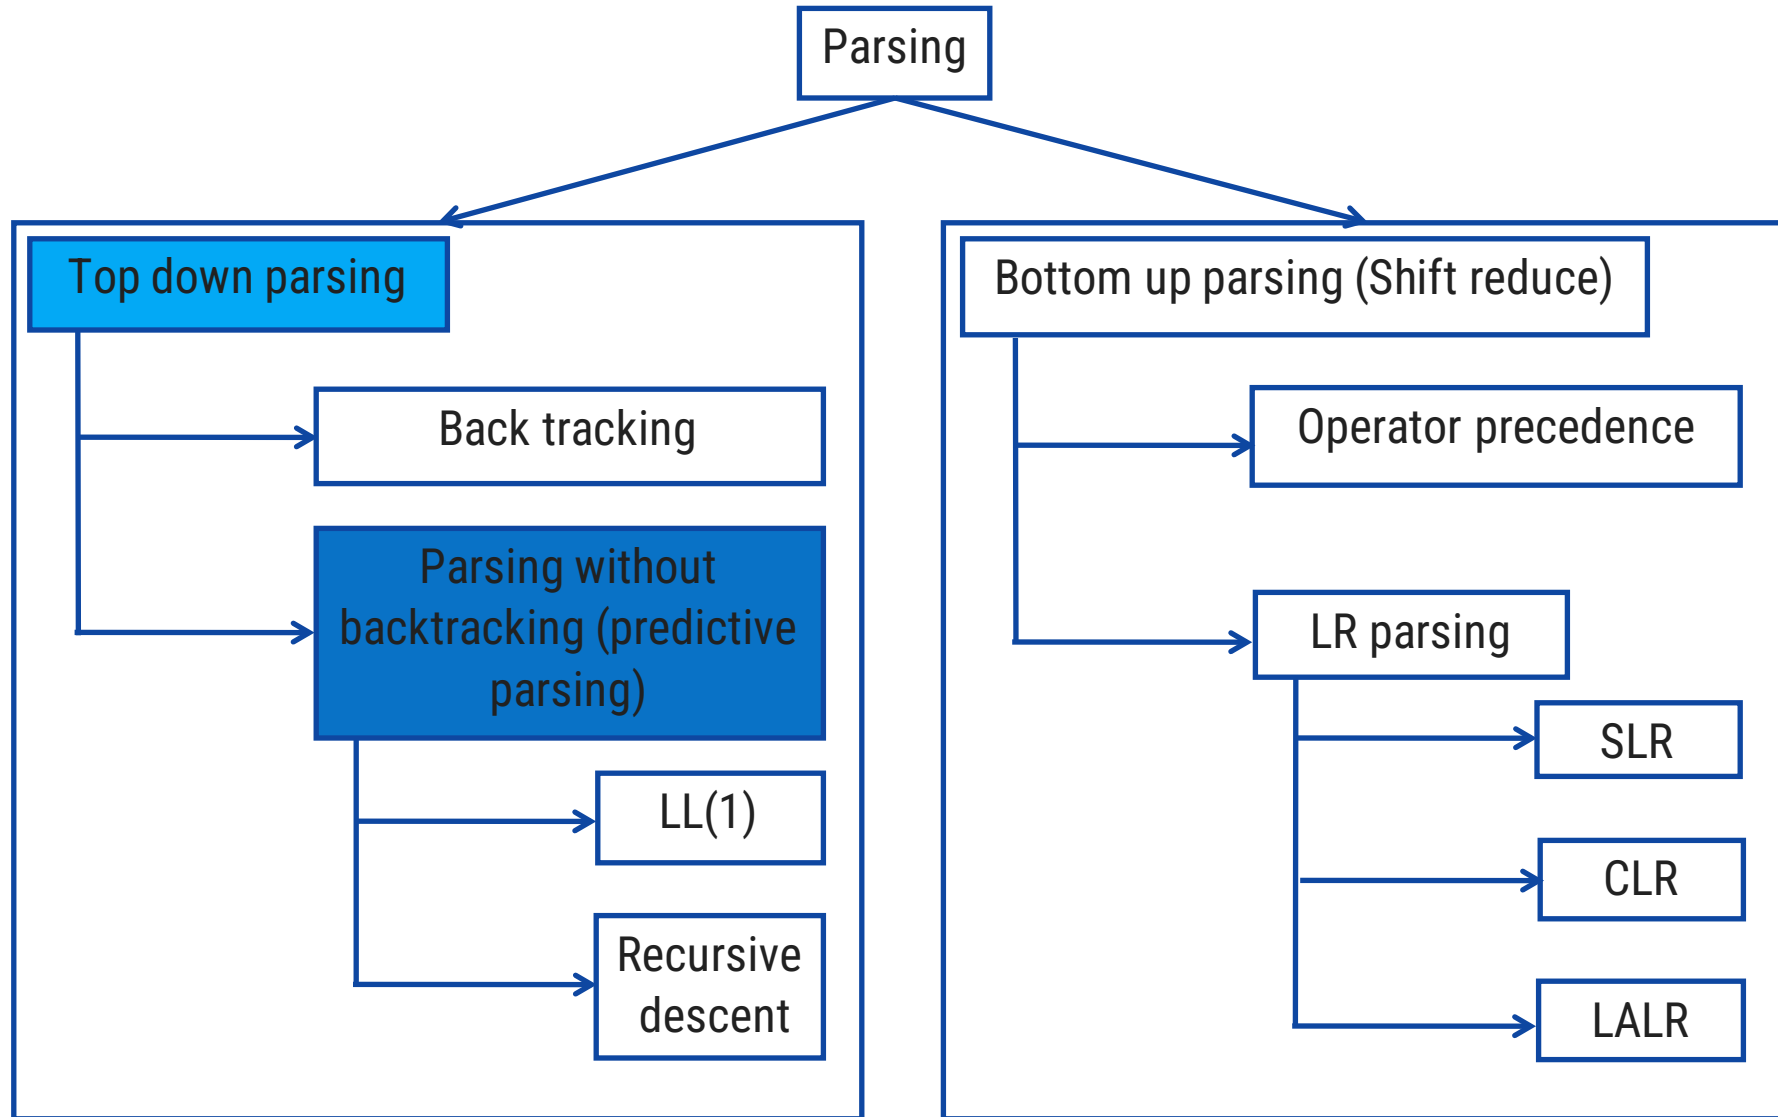 Parsing
Top down parsing
Back tracking
Parsing without
backtracking (predictive
parsing)
LL(1)
Recursive
descent
Bottom up parsing (Shift reduce)
Operator precedence
LR parsing
SLR
CLR
LALR